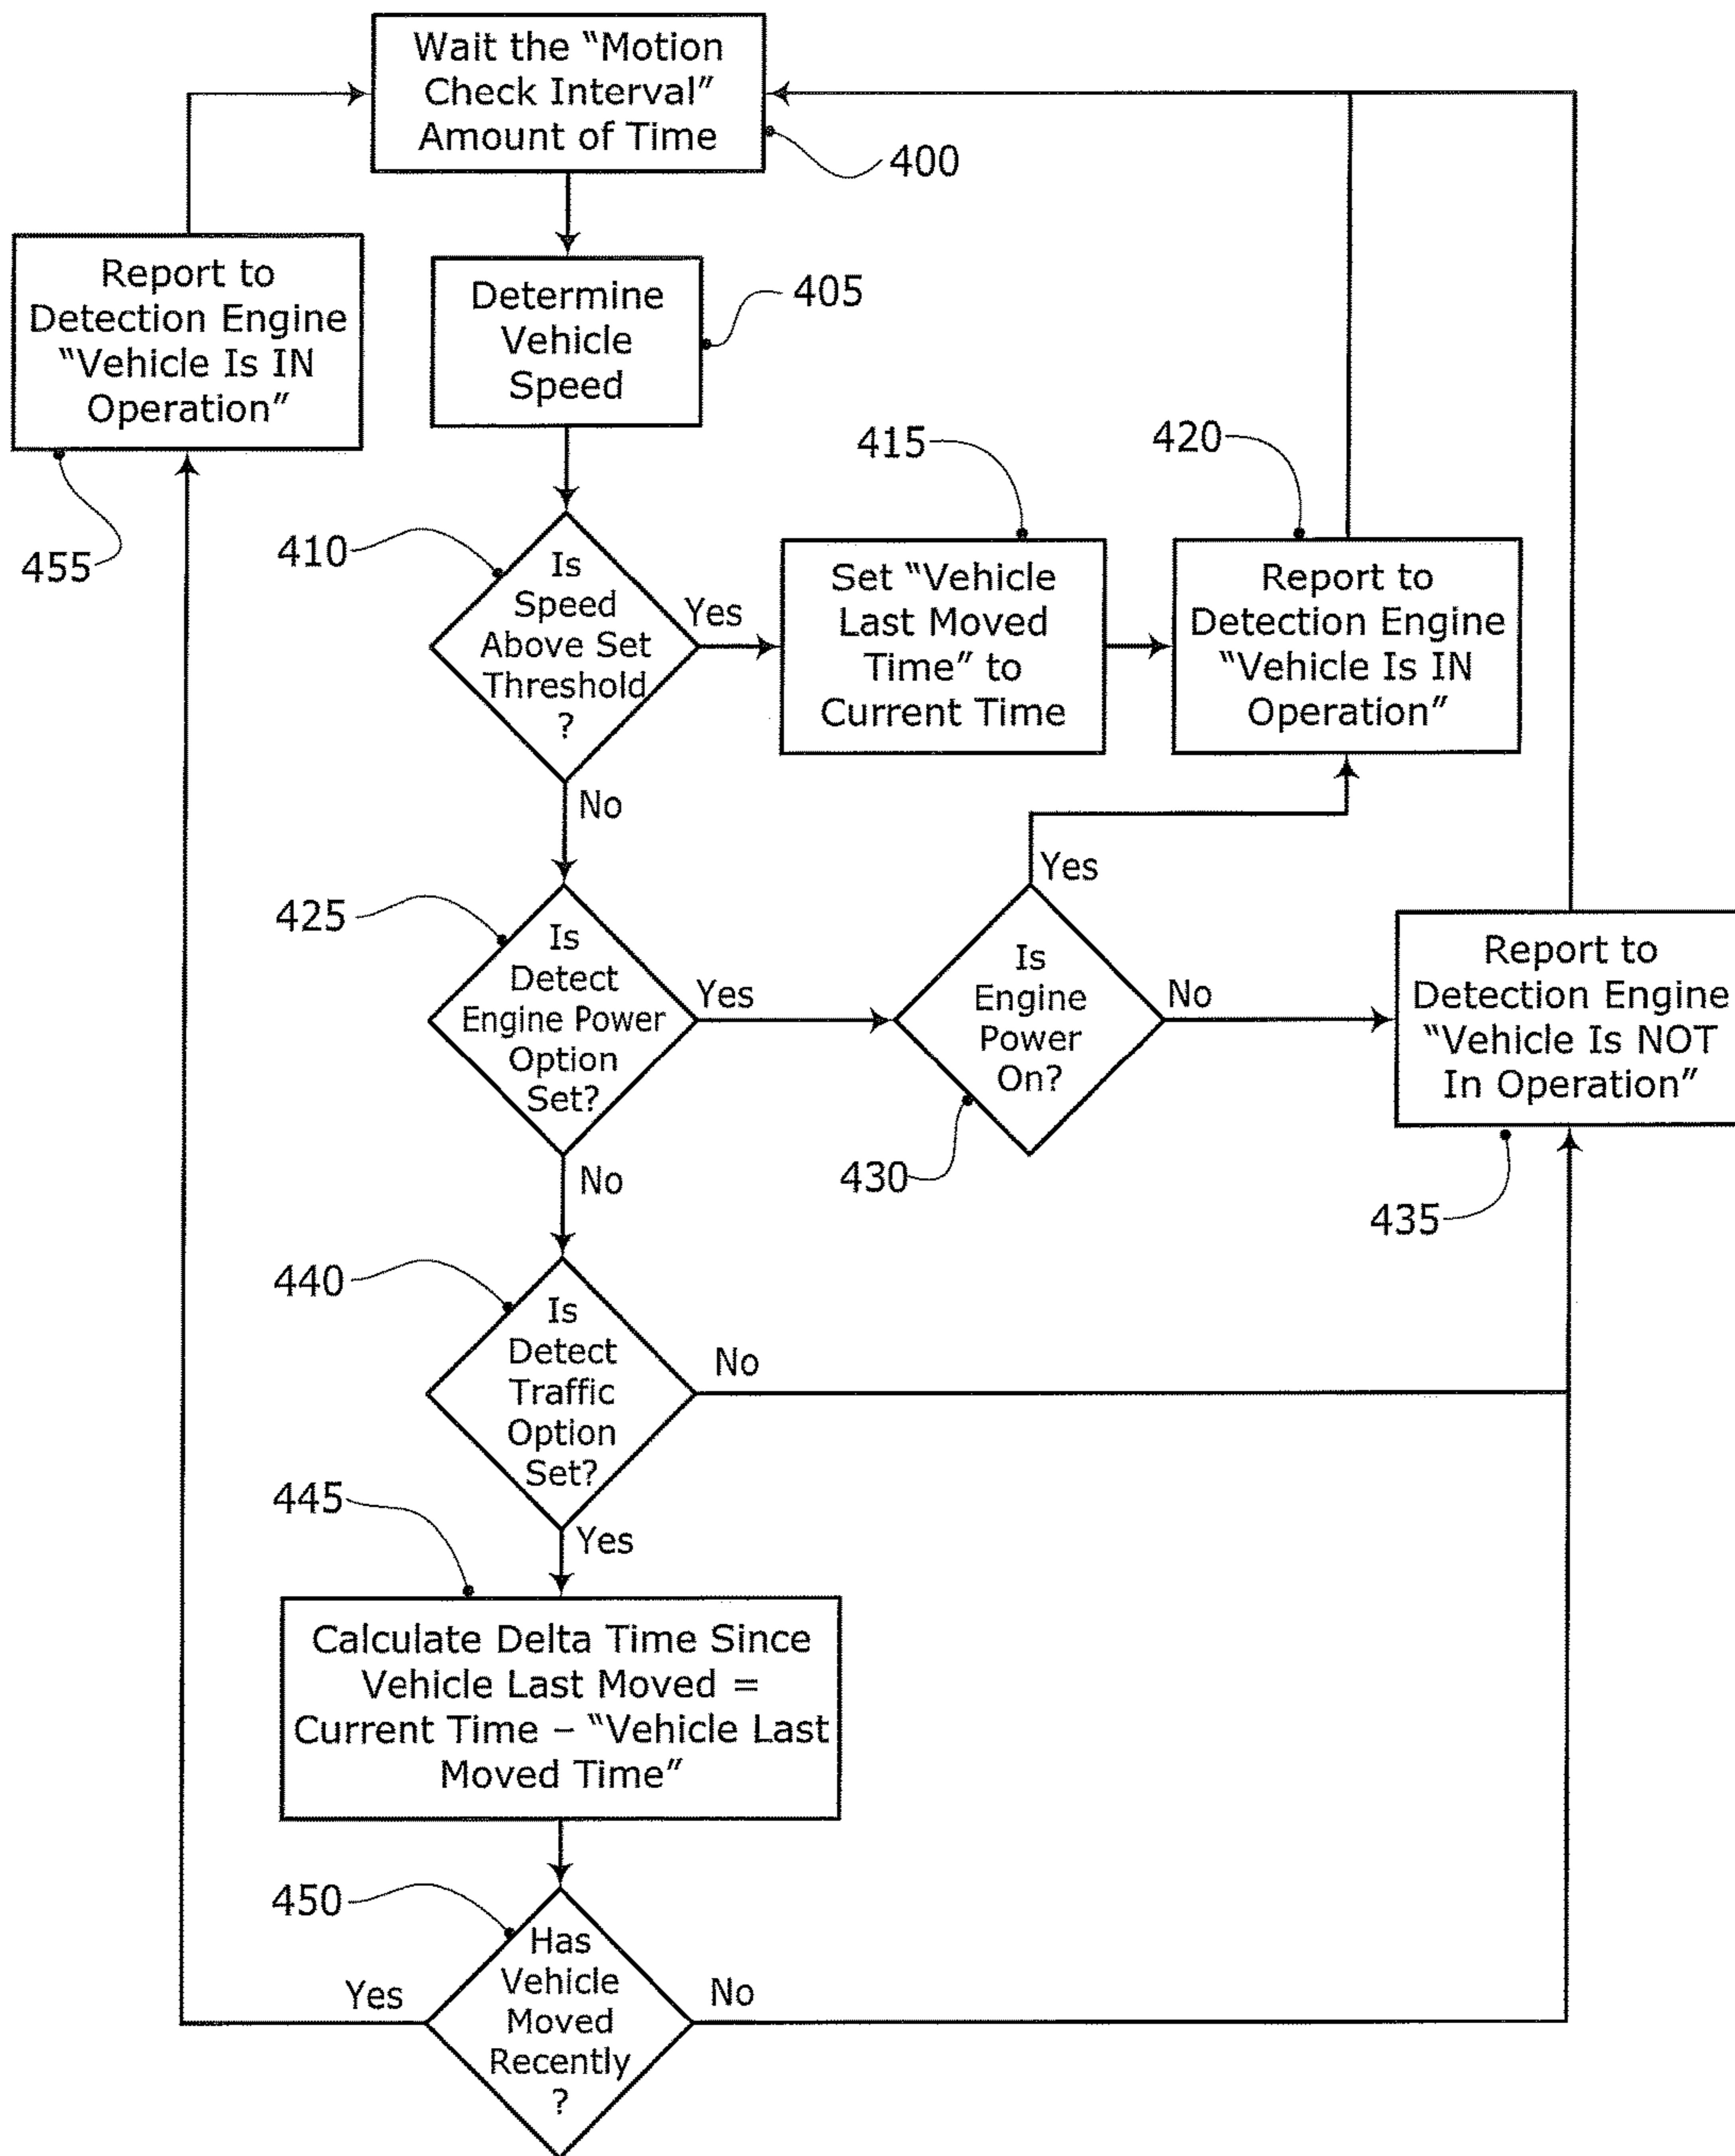 Wait the “Motion
Check Interval”
Amount of Time
400
Report to
Detection Engine
“Vehicle Is IN
Operation”
455
Determine
Vehicle
Speed
405
410
Is
Speed
Above Set
Threshold
?
Yes
No
415
Set “Vehicle
Last Moved
Time” to
Current Time
420
Report to
Detection Engine
“Vehicle Is IN
Operation”
425
Is
Detect
Engine Power
Option
Set?
Yes
No
Yes
Is
Engine
Power
On?
No
430
Report to
Detection Engine
“Vehicle Is NOT
In Operation”
435
440
Is
Detect
Traffic
Option
Set?
No
Yes
445
Calculate Delta Time Since
Vehicle Last Moved =
Current Time – “Vehicle Last
Moved Time”
450
Has
Vehicle
Moved
Recently
?
Yes
No